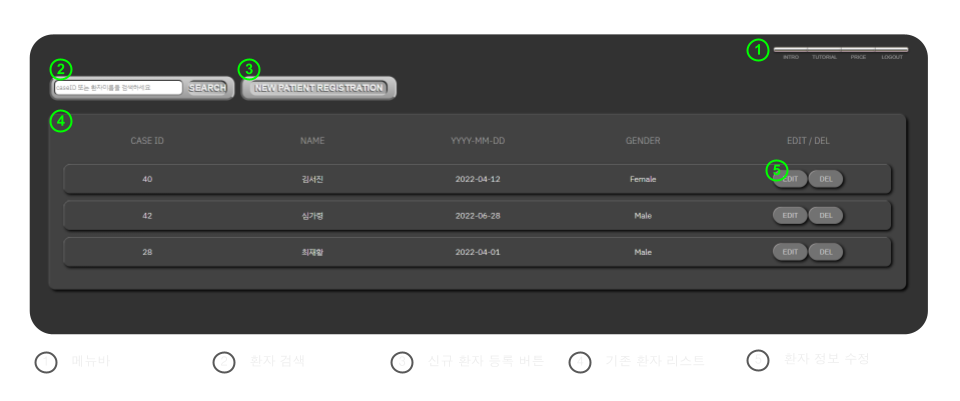 1
INTRO TUTORIAL PRICE LOGOUT
2
3
caseID 또는 환자이름을 검색하세요 SEARCH NEW PATIENT REGISTRATION
4
CASE ID NAME YYYY-MM-DD GENDER EDIT / DEL
5
40 김서진 2022-04-12 Female EDIT DEL
42 심가령 2022-06-28 Male EDIT DEL
28 최재황 2022-04-01 Male EDIT DEL
1 메뉴바 2 환자 검색 3 신규 환자 등록 버튼 4 기존 환자 리스트 5 환자 정보 수정